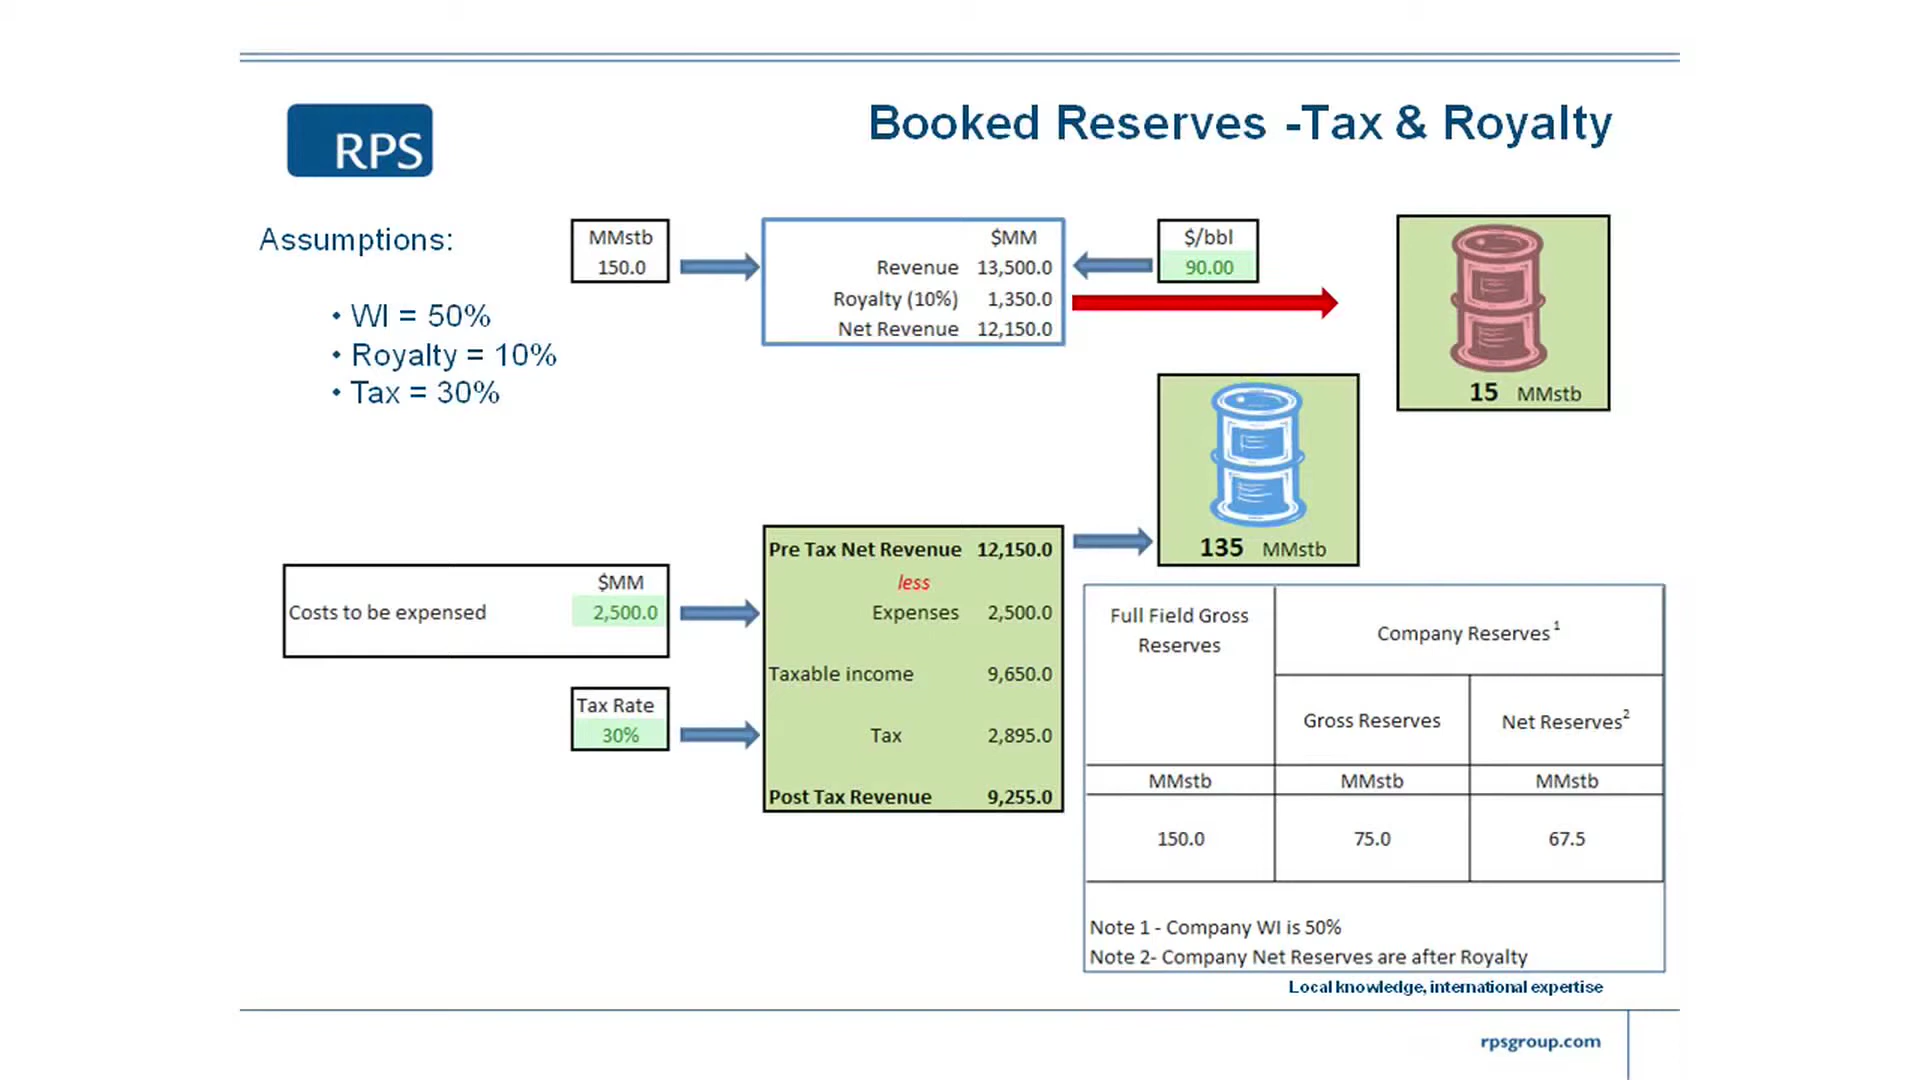 RPS
Booked Reserves -Tax & Royalty
Assumptions:
• WI = 50%
• Royalty = 10%
• Tax = 30%
MMstb
150.0
$MM
Revenue 13,500.0
Royalty (10%) 1,350.0
Net Revenue 12,150.0
$/bbl
90.00
15 MMstb
135 MMstb
$MM
Costs to be expensed 2,500.0
Tax Rate
30%
Pre Tax Net Revenue 12,150.0
less
Expenses 2,500.0
Taxable income 9,650.0
Tax 2,895.0
Post Tax Revenue 9,255.0
Full Field Gross
Reserves
Company Reserves 1
Gross Reserves Net Reserves2
MMstb MMstb MMstb
150.0 75.0 67.5
Note 1 - Company WI is 50%
Note 2- Company Net Reserves are after Royalty
Local knowledge, international expertise
rpsgroup.com